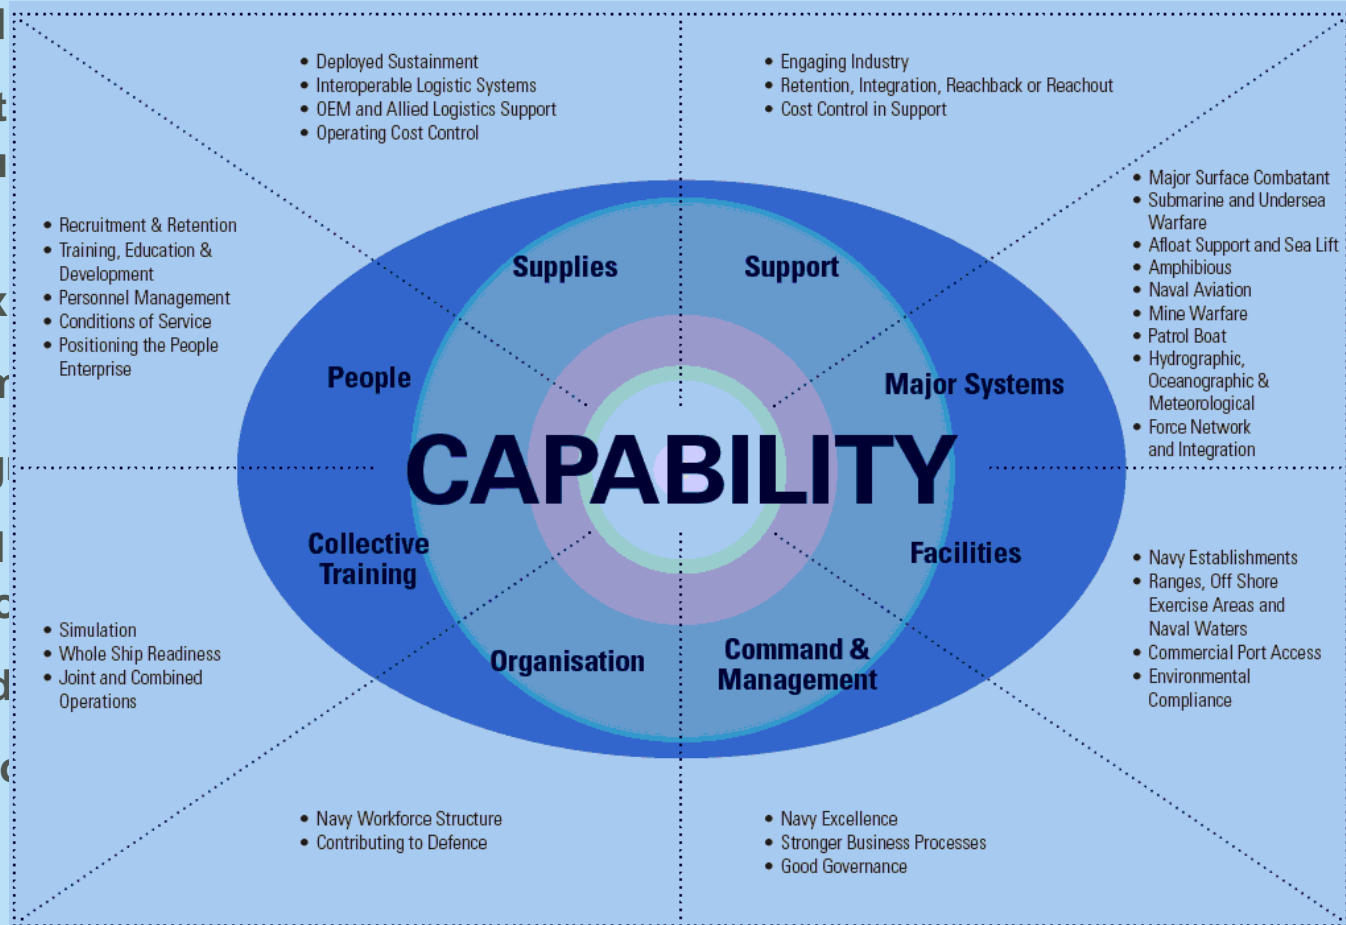 • Deployed Sustainment
• Interoperable Logistic Systems
• OEM and Allied Logistics Support
• Operating Cost Control
• Engaging Industry
• Retention, Integration, Reachback or Reachout
• Cost Control in Support
• Recruitment & Retention
• Training, Education &
Development
• Personnel Management
• Conditions of Service
• Positioning the People
Enterprise
• Major Surface Combatant
• Submarine and Undersea
Warfare
• Afloat Support and Sea Lift
• Amphibious
• Naval Aviation
• Mine Warfare
• Patrol Boat
• Hydrographic,
Oceanographic &
Meteorological
• Force Network
and Integration
Supplies
Support
People
Major Systems
CAPABILITY
Collective
Training
Facilities
Organisation
Command &
Management
• Simulation
• Whole Ship Readiness
• Joint and Combined
Operations
• Navy Establishments
• Ranges, Off Shore
Exercise Areas and
Naval Waters
• Commercial Port Access
• Environmental
Compliance
• Navy Workforce Structure
• Contributing to Defence
• Navy Excellence
• Stronger Business Processes
• Good Governance